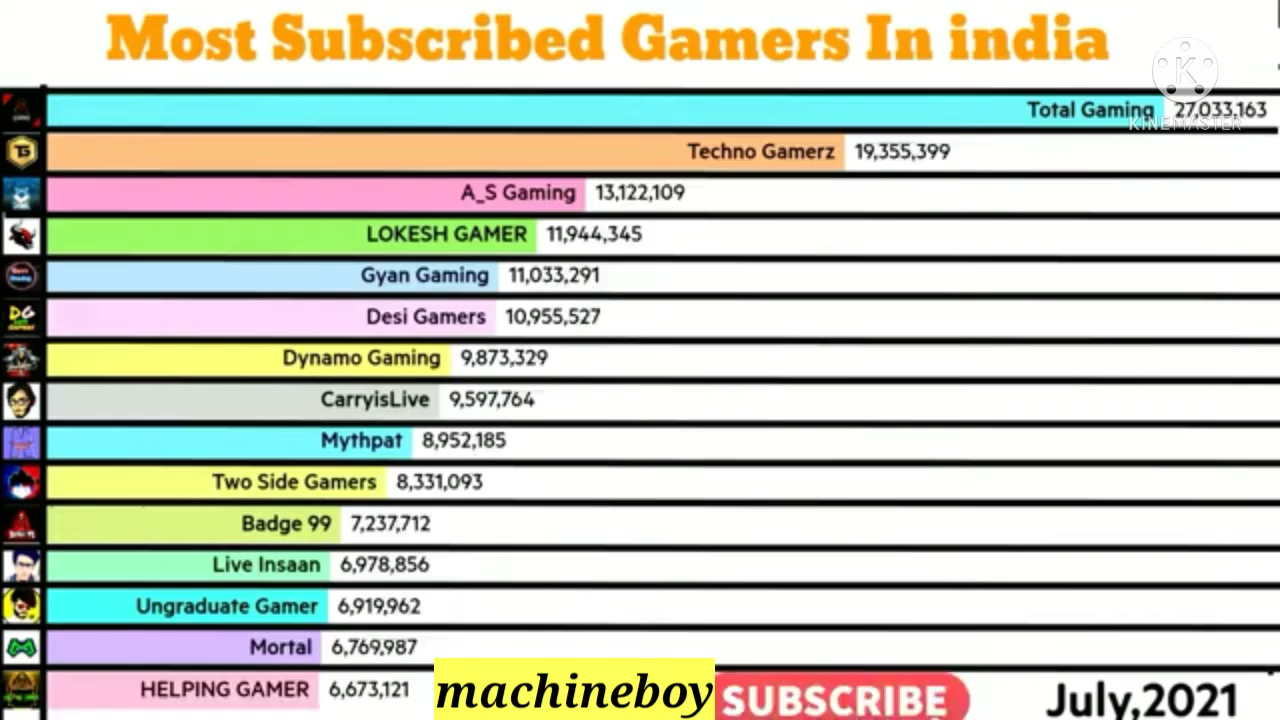 Most Subscribed Gamers In india
K
KINEMASTER
Total Gaming 27,033,163
TG
Techno Gamerz 19,355,399
A_S Gaming 13,122,109
LOKESH GAMER 11,944,345
Gyan Gaming 11,033,291
DG
Desi Gamers 10,955,527
Dynamo Gaming 9,873,329
CarryisLive 9,597,764
Mythpat 8,952,185
Two Side Gamers 8,331,093
Badge 99 7,237,712
Live Insaan 6,978,856
Ungraduate Gamer 6,919,962
Mortal 6,769,987
HELPING GAMER 6,673,121
machineboy SUBSCRIBE July,2021